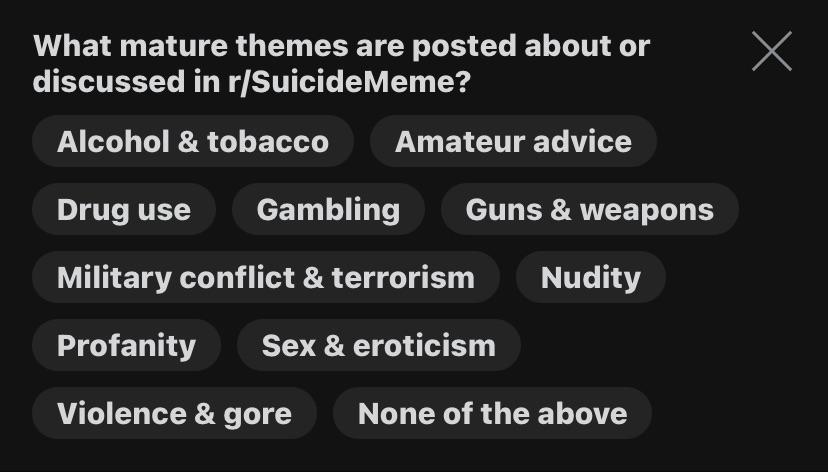 What mature themes are posted about or
discussed in r/SuicideMeme?
Alcohol & tobacco Amateur advice
Drug use Gambling Guns & weapons
Military conflict & terrorism Nudity
Profanity Sex & eroticism
Violence & gore None of the above